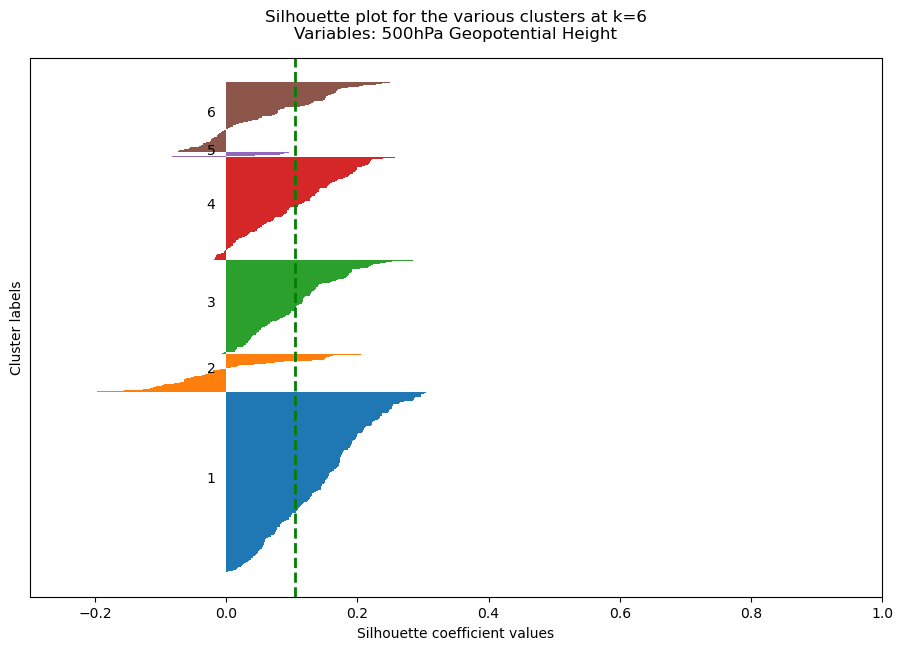 Silhouette plot for the various clusters at k=6
Variables: 500hPa Geopotential Height
6
5
4
3
2
1
Cluster labels
−0.2 0.0 0.2 0.4 0.6 0.8 1.0
Silhouette coefficient values